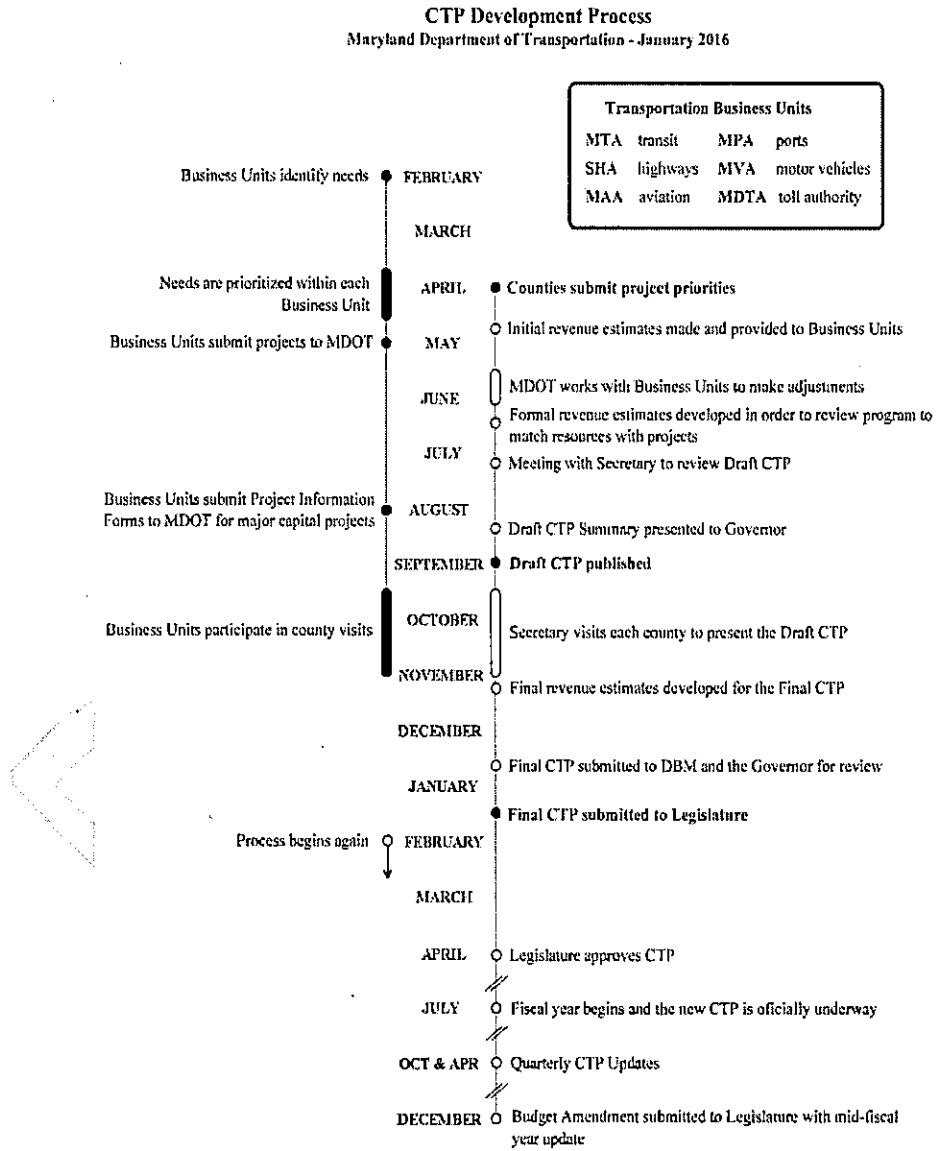 CTP Development Process
Maryland Department of Transportation - January 2016
Transportation Business Units
MTA transit MPA ports
SHA highways MVA motor vehicles
MAA aviation MDTA toll authority
Business Units identify needs FEBRUARY
MARCH
Needs are prioritized within each
Business Unit
APRIL Counties submit project priorities
Initial revenue estimates made and provided to Business Units
Business Units submit projects to MDOT MAY
MDOT works with Business Units to make adjustments
JUNE
Formal revenue estimates developed in order to review program to
match resources with projects
JULY
Meeting with Secretary to review Draft CTP
Business Units submit Project Information
Forms to MDOT for major capital projects
AUGUST
Draft CTP Summary presented to Governor
SEPTEMBER Draft CTP published
OCTOBER
Business Units participate in county visits
Secretary visits each county to present the Draft CTP
NOVEMBER
Final revenue estimates developed for the Final CTP
DECEMBER
Final CTP submitted to DBM and the Governor for review
JANUARY
Final CTP submitted to Legislature
Process begins again FEBRUARY
MARCH
APRIL Legislature approves CTP
JULY Fiscal year begins and the new CTP is oficially underway
OCT & APR Quarterly CTP Updates
DECEMBER Budget Amendment submitted to Legislature with mid-fiscal
year update